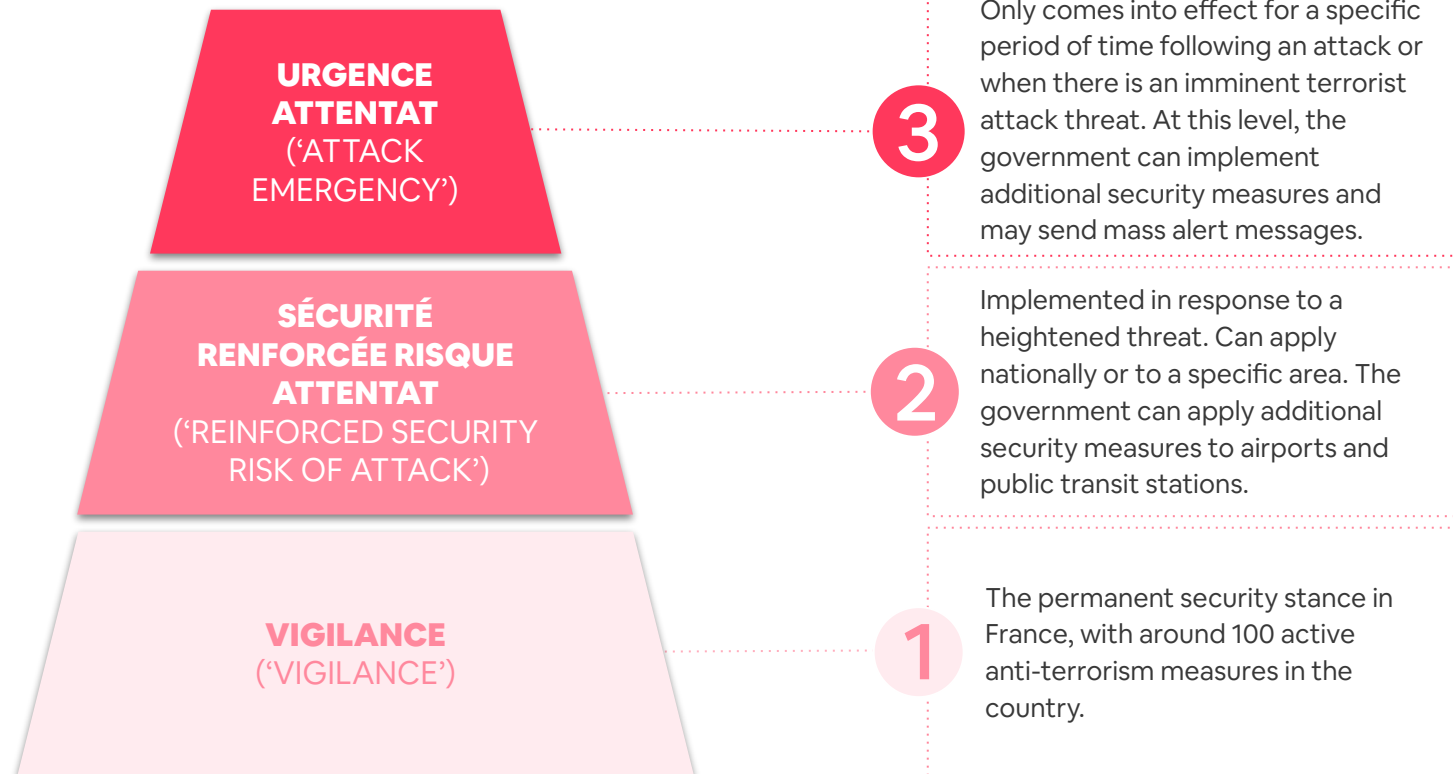 URGENCE
ATTENTAT
(‘ATTACK
EMERGENCY’)
3
Only comes into effect for a specific
period of time following an attack or
when there is an imminent terrorist
attack threat. At this level, the
government can implement
additional security measures and
may send mass alert messages.
SÉCURITÉ
RENFORCÉE RISQUE
ATTENTAT
(‘REINFORCED SECURITY
RISK OF ATTACK’)
2
Implemented in response to a
heightened threat. Can apply
nationally or to a specific area. The
government can apply additional
security measures to airports and
public transit stations.
VIGILANCE
(‘VIGILANCE’)
1
The permanent security stance in
France, with around 100 active
anti-terrorism measures in the
country.